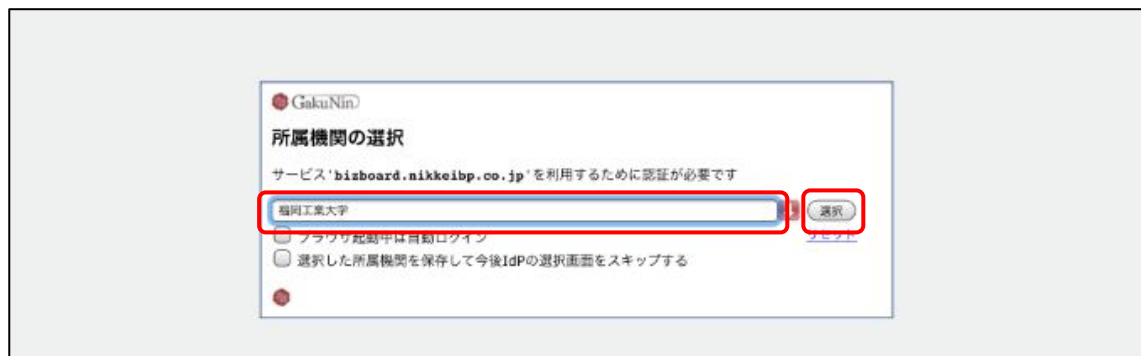 GakuNin
所属機関の選択
サービス'bizboard.nikkeibp.co.jp'を利用するために認証が必要です
福岡工業大学
選択
ブラウザ起動中は自動ログイン
リセット
選択した所属機関を保存して今後IdPの選択画面をスキップする